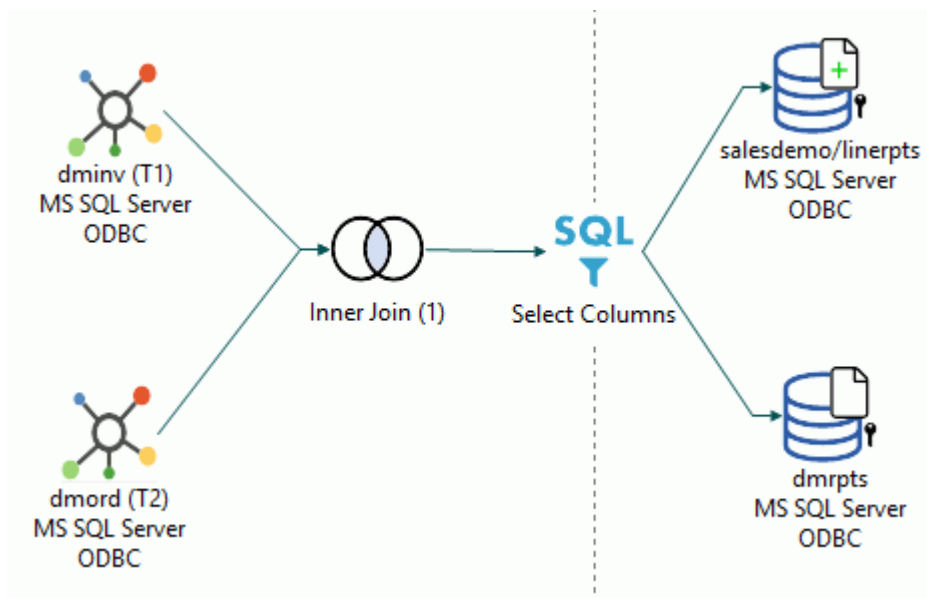 dminv (T1)
MS SQL Server
ODBC
dmord (T2)
MS SQL Server
ODBC
Inner Join (1)
SQL
Select Columns
salesdemo/linerpts
MS SQL Server
ODBC
dmrpts
MS SQL Server
ODBC